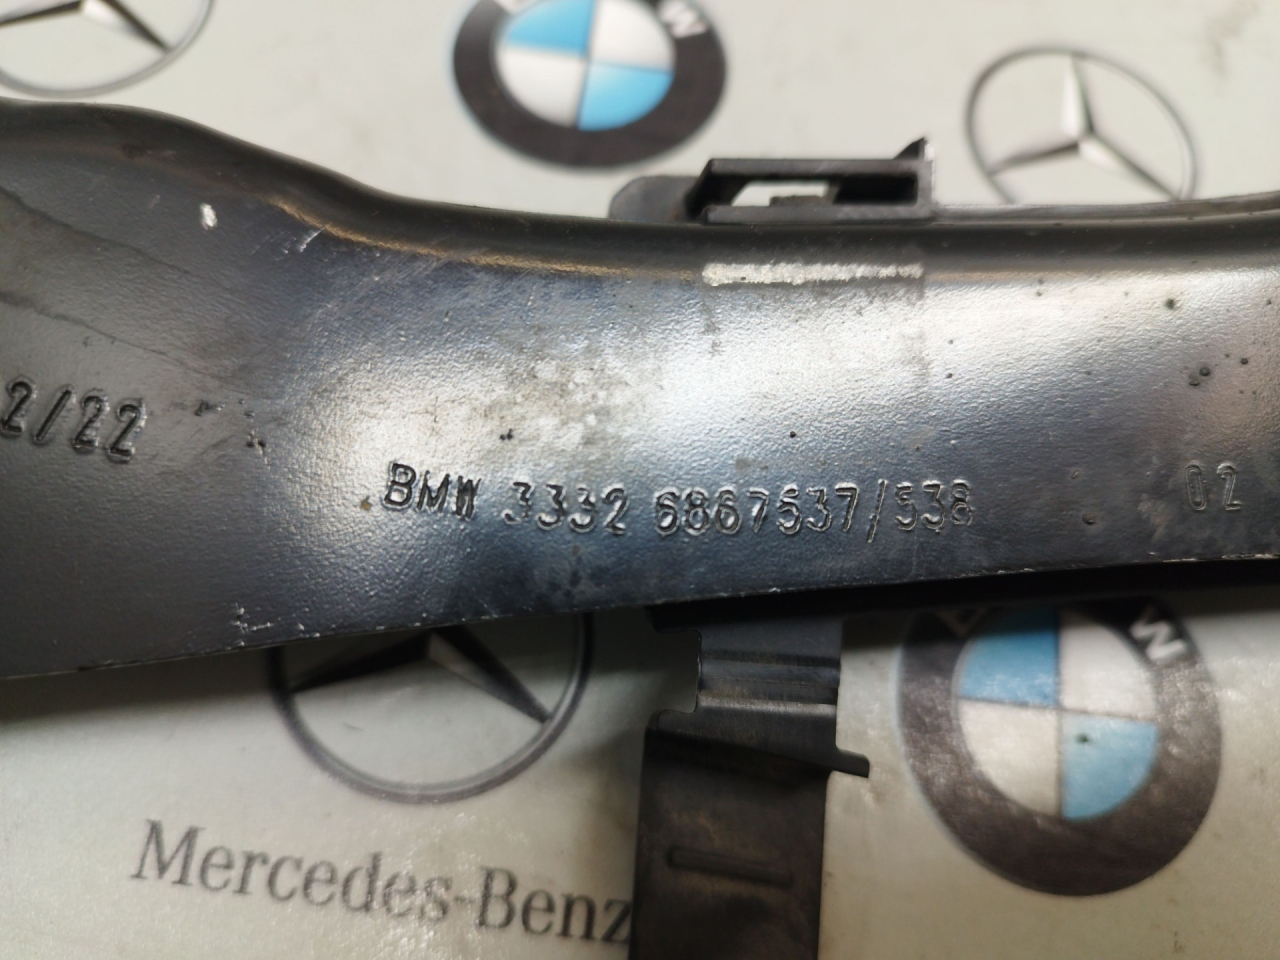 W
2/22
BMW 3332 6867537/538
02
W
Mercedes-Benz